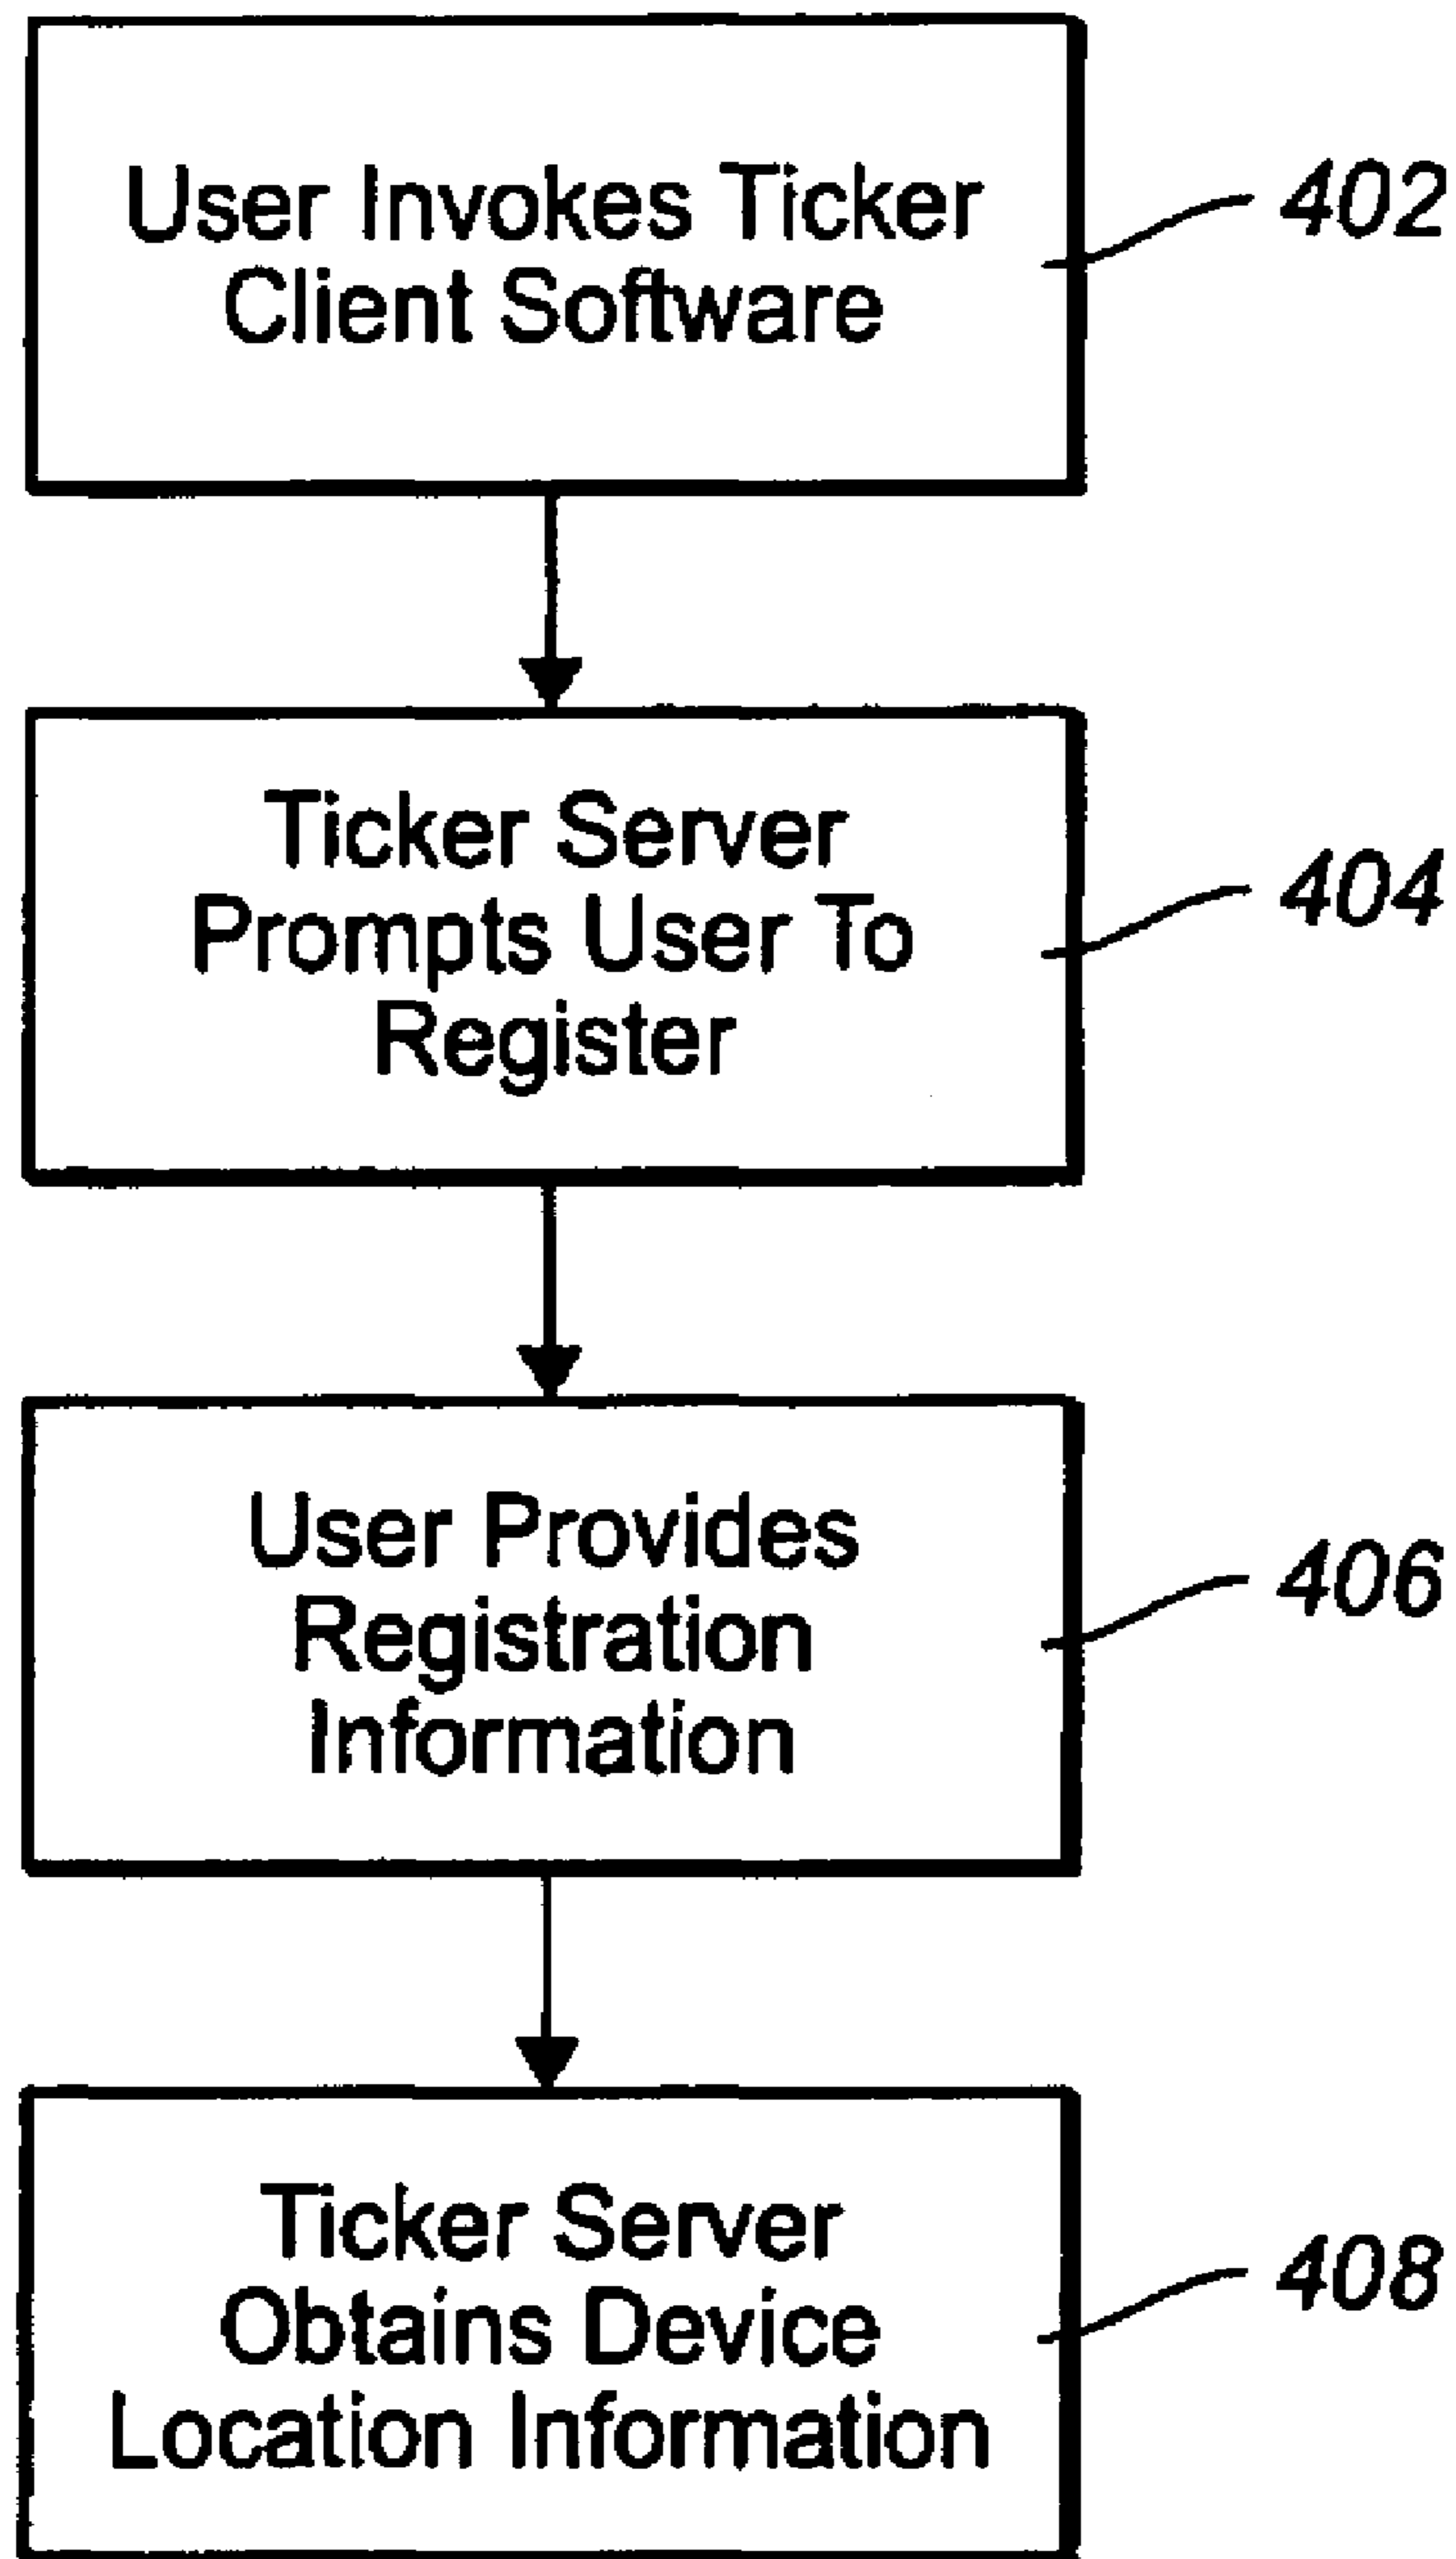 User Invokes Ticker
Client Software
402
Ticker Server
Prompts User To
Register
404
User Provides
Registration
Information
406
Ticker Server
Obtains Device
Location Information
408